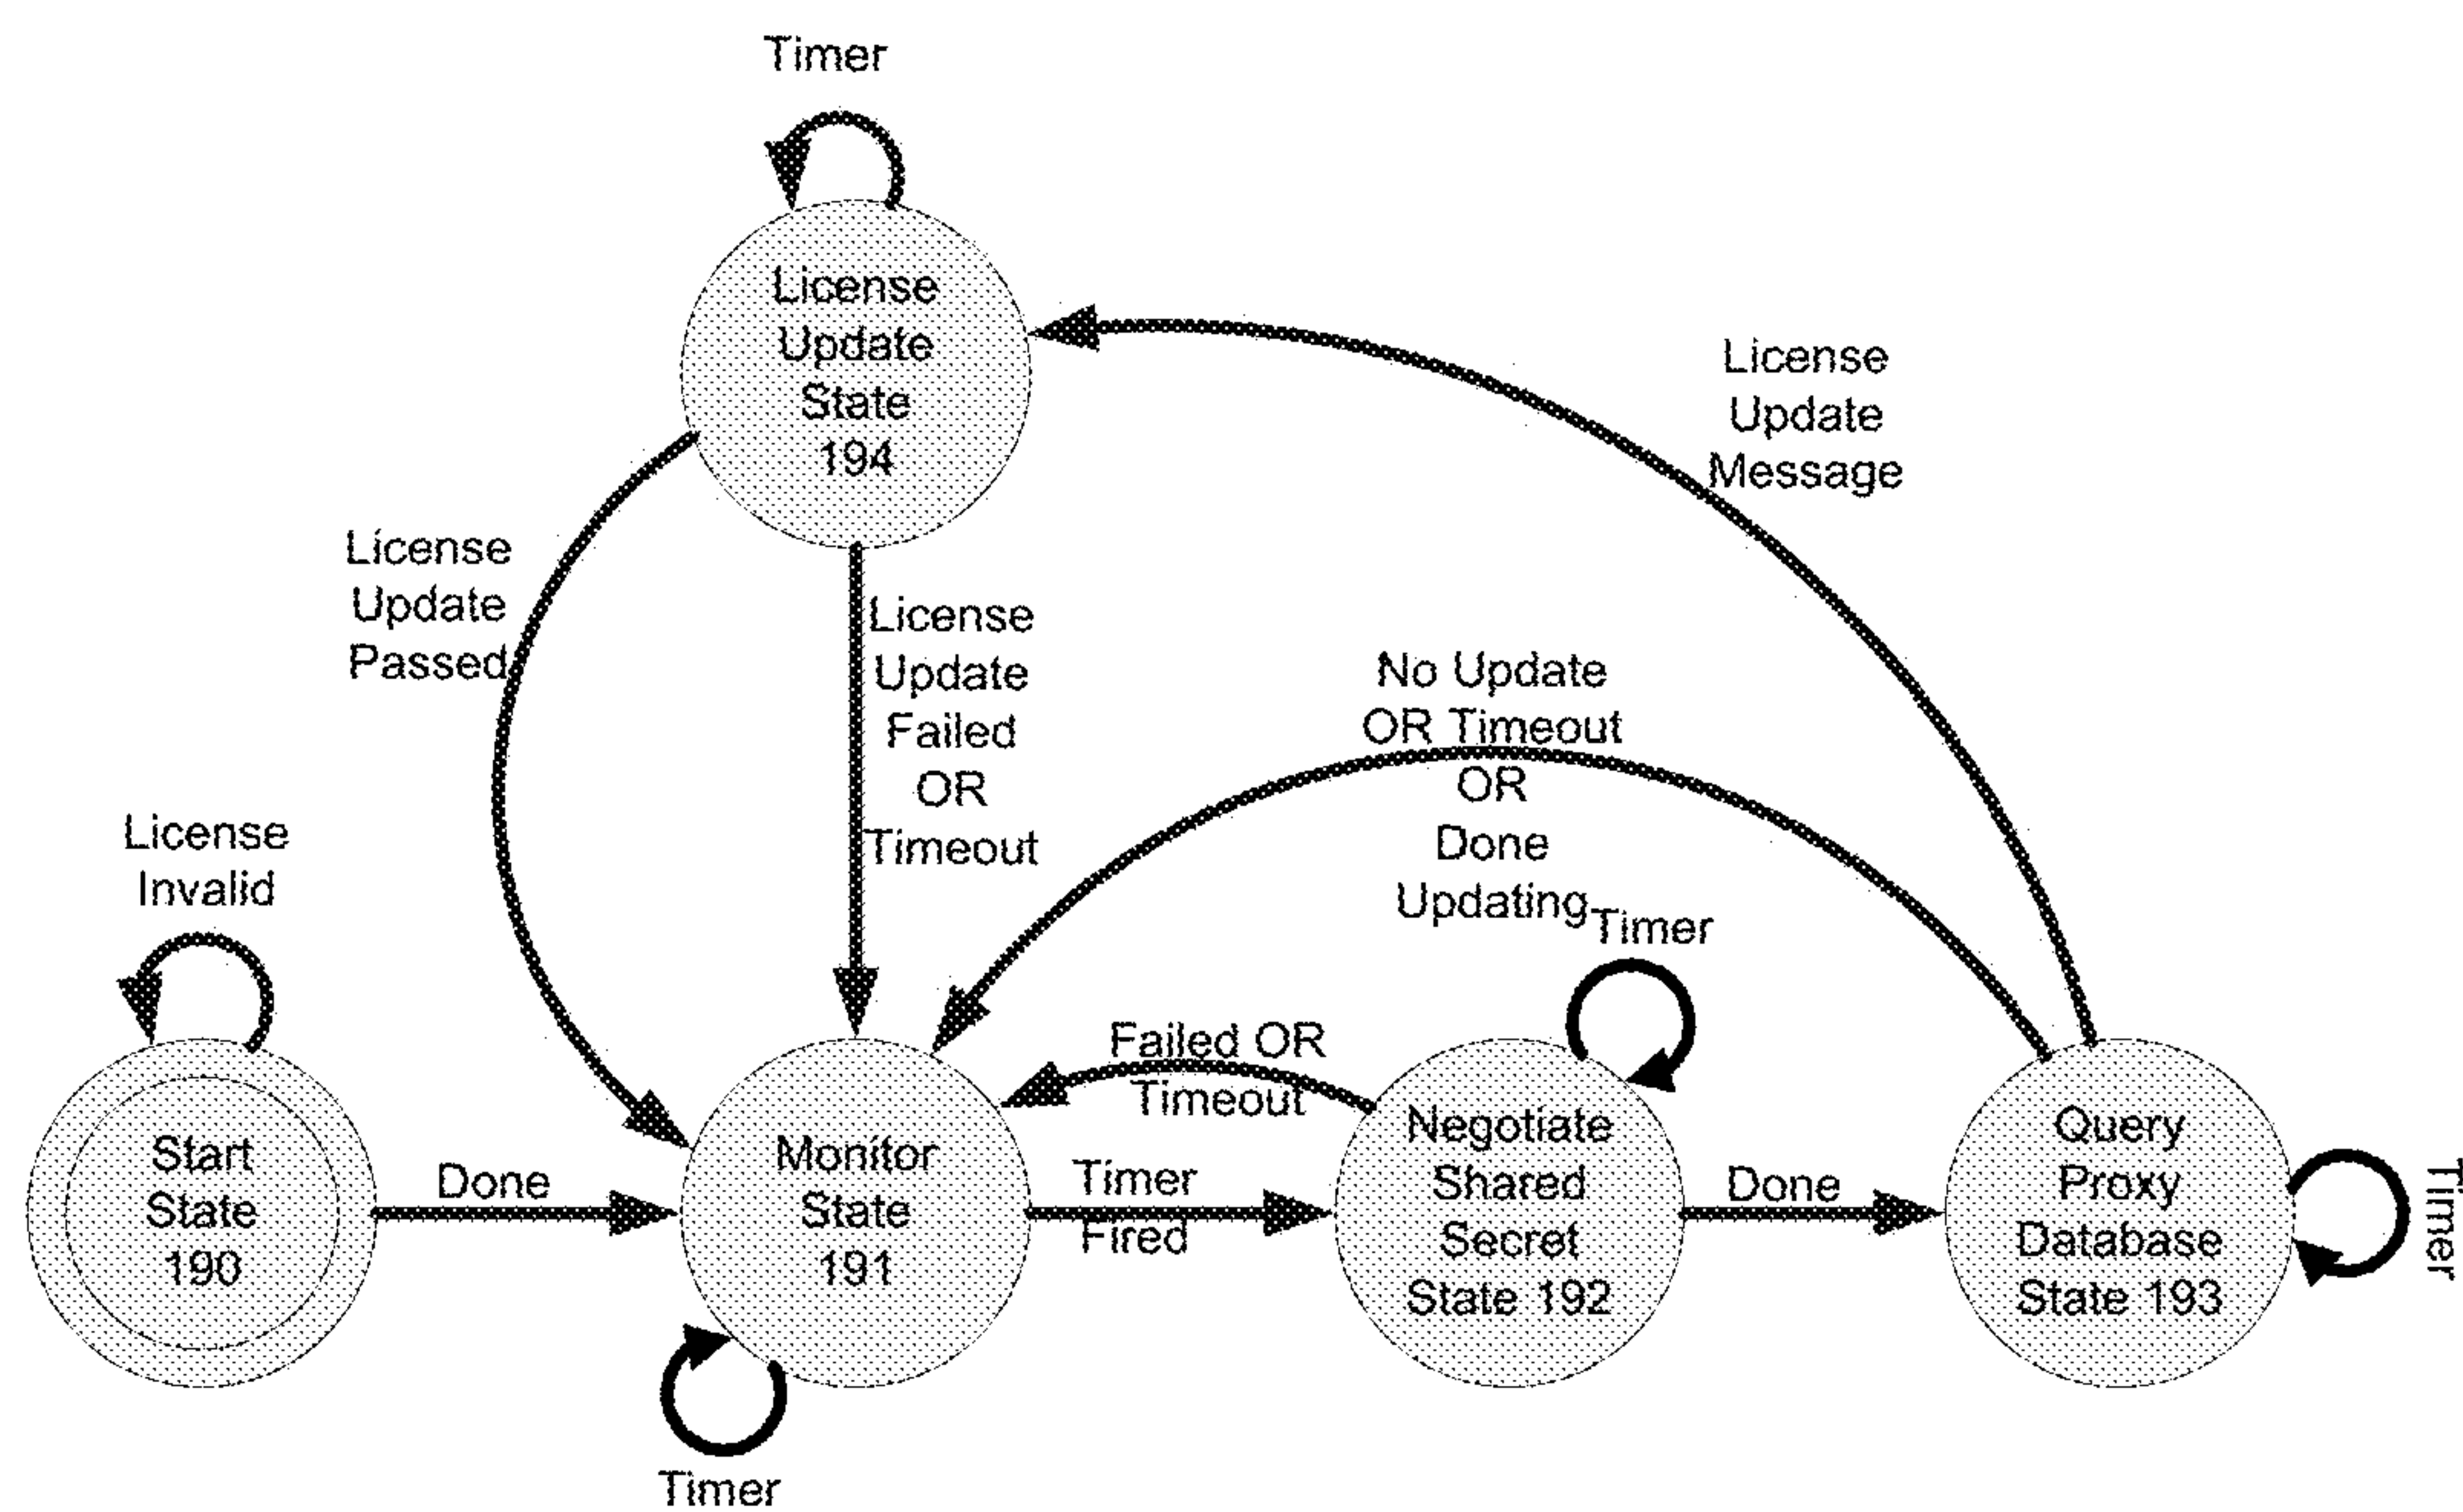 Timer
License
Update
State
194
License
Update
Message
License
Update
Passed
License
Update
Failed
OR
Timeout
No Update
OR Timeout
OR
Done
Updating
Timer
License
Invalid
Failed OR
Timeout
Start
State
190
Done
Monitor
State
191
Timer
Fired
Negotiate
Shared
Secret
State 192
Done
Query
Proxy
Database
State 193
Timer
Timer